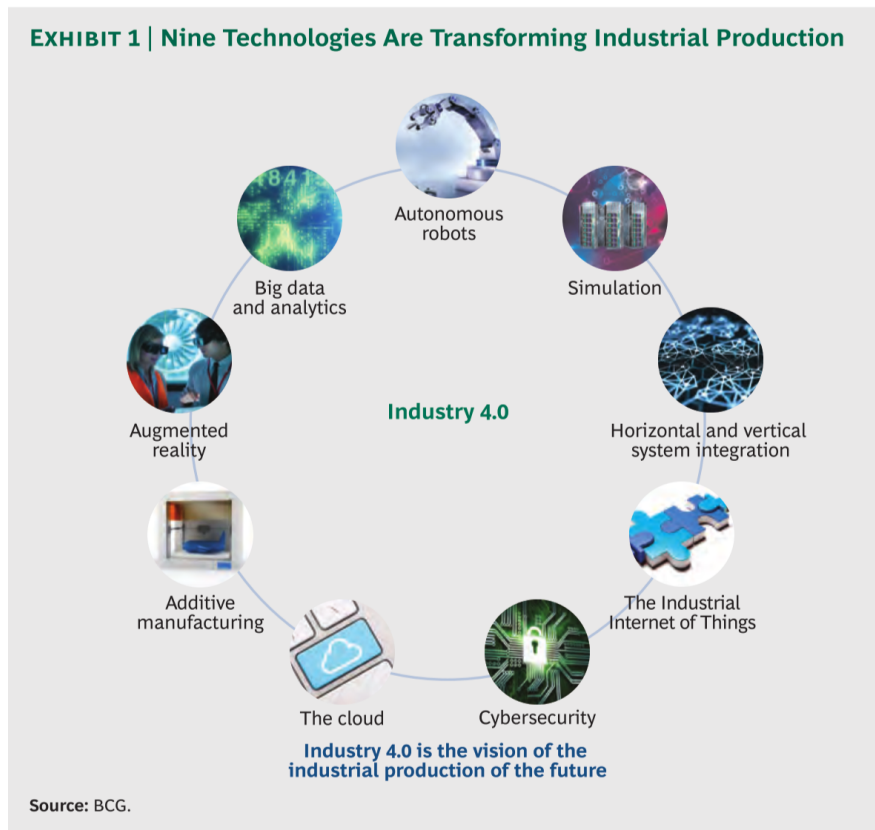 EXHIBIT 1 | Nine Technologies Are Transforming Industrial Production
Autonomous
robots
Simulation
Horizontal and vertical
system integration
The Industrial
Internet of Things
Cybersecurity
The cloud
Additive
manufacturing
Augmented
reality
Big data
and analytics
Industry 4.0
Industry 4.0 is the vision of the
industrial production of the future
Source: BCG.